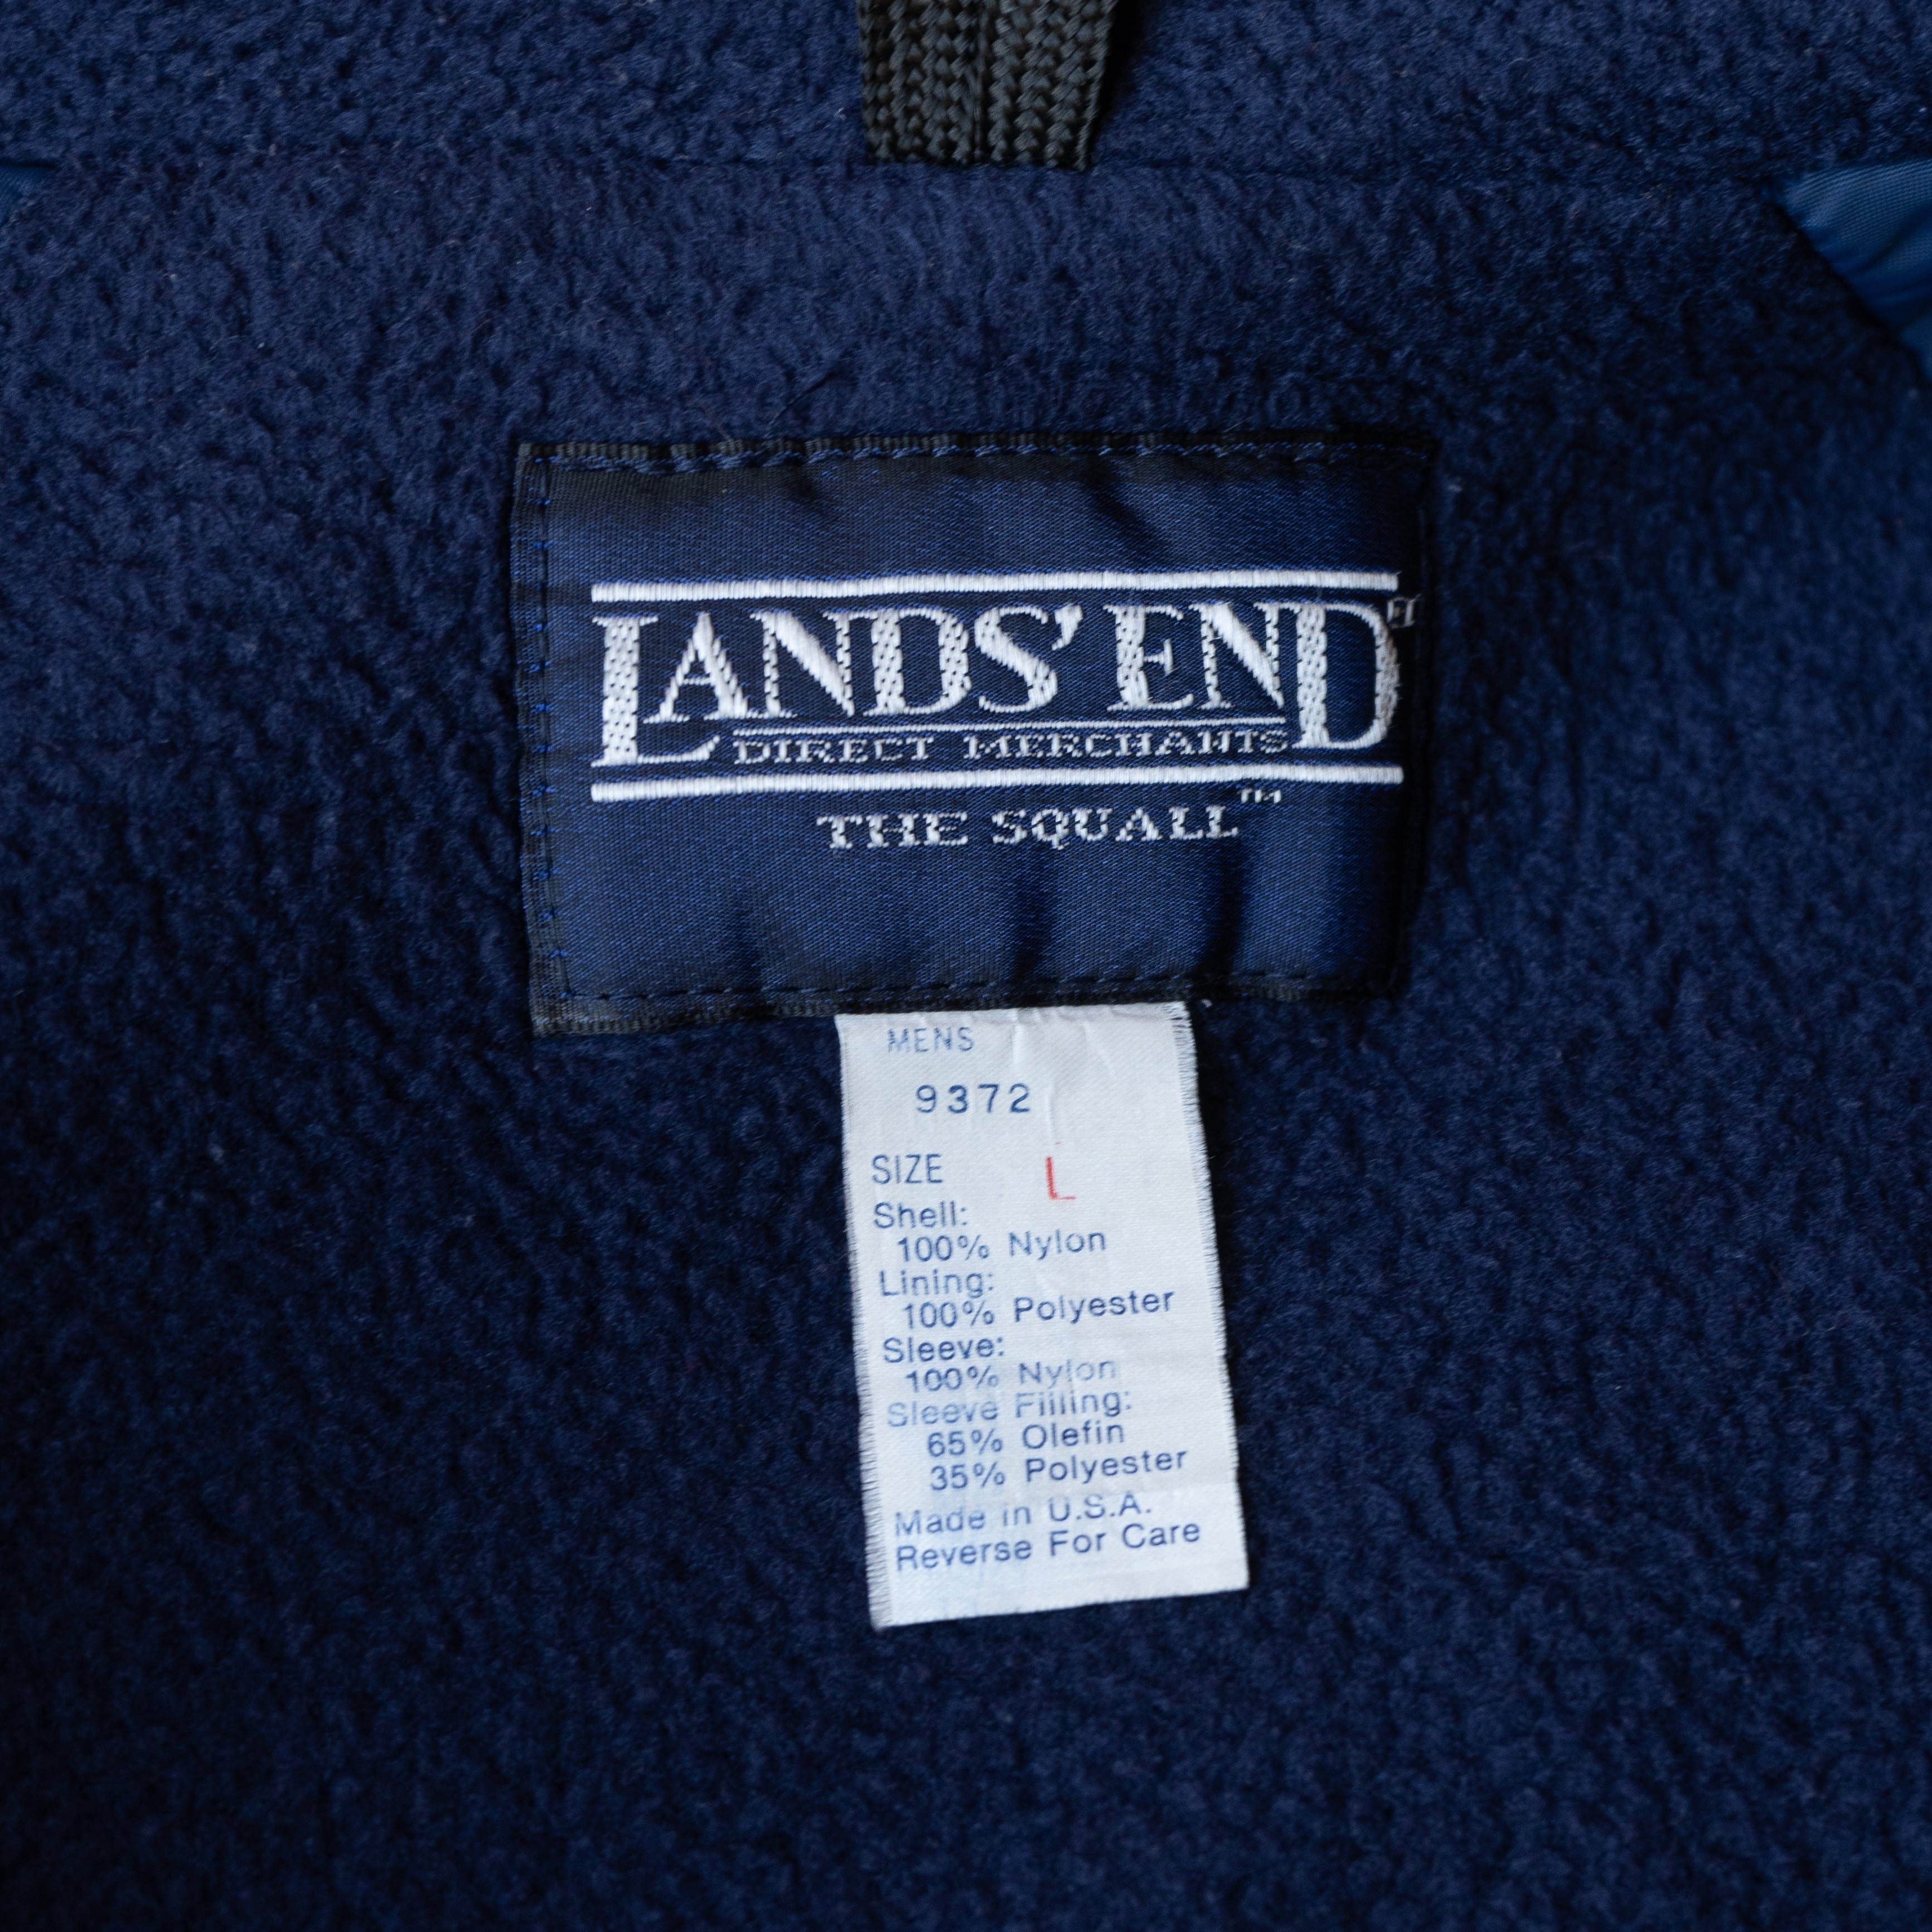 LANDS' END
DIRECT MERCHANTS
THE SQUALL™
MENS
9372
SIZE L
Shell:
100% Nylon
Lining:
100% Polyester
Sleeve:
100% Nylon
Sleeve Filling:
65% Olefin
35% Polyester
Made in U.S.A.
Reverse For Care